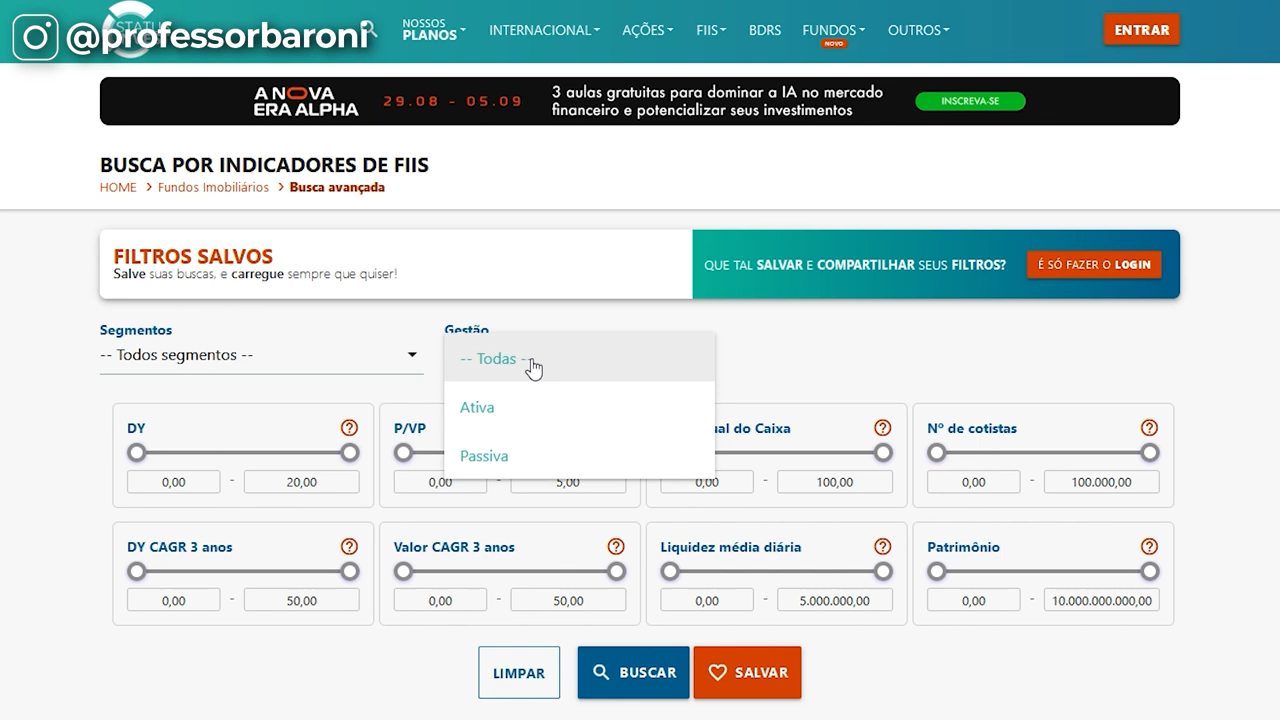 @professorbaroni
STATUS
NOSSOS
PLANOS
INTERNACIONAL
AÇÕES
FIIS
BDRS
FUNDOS
NOVO
OUTROS
ENTRAR
A NOVA
ERA ALPHA
29.08 - 05.09
3 aulas gratuitas para dominar a IA no mercado
financeiro e potencializar seus investimentos
INSCREVA-SE
BUSCA POR INDICADORES DE FIIS
HOME > Fundos Imobiliários > Busca avançada
FILTROS SALVOS
Salve suas buscas, e carregue sempre que quiser!
QUE TAL SALVAR E COMPARTILHAR SEUS FILTROS?
É SÓ FAZER O LOGIN
Segmentos
-- Todos segmentos --
Gestão
-- Todas --
Ativa
Passiva
DY
0,00 - 20,00
P/VP
0,00 - 5,00
do Caixa
0,00 - 100,00
Nº de cotistas
0,00 - 100.000,00
DY CAGR 3 anos
0,00 - 50,00
Valor CAGR 3 anos
0,00 - 50,00
Liquidez média diária
0,00 - 5.000.000,00
Patrimônio
0,00 - 10.000.000.000,00
LIMPAR
BUSCAR
SALVAR